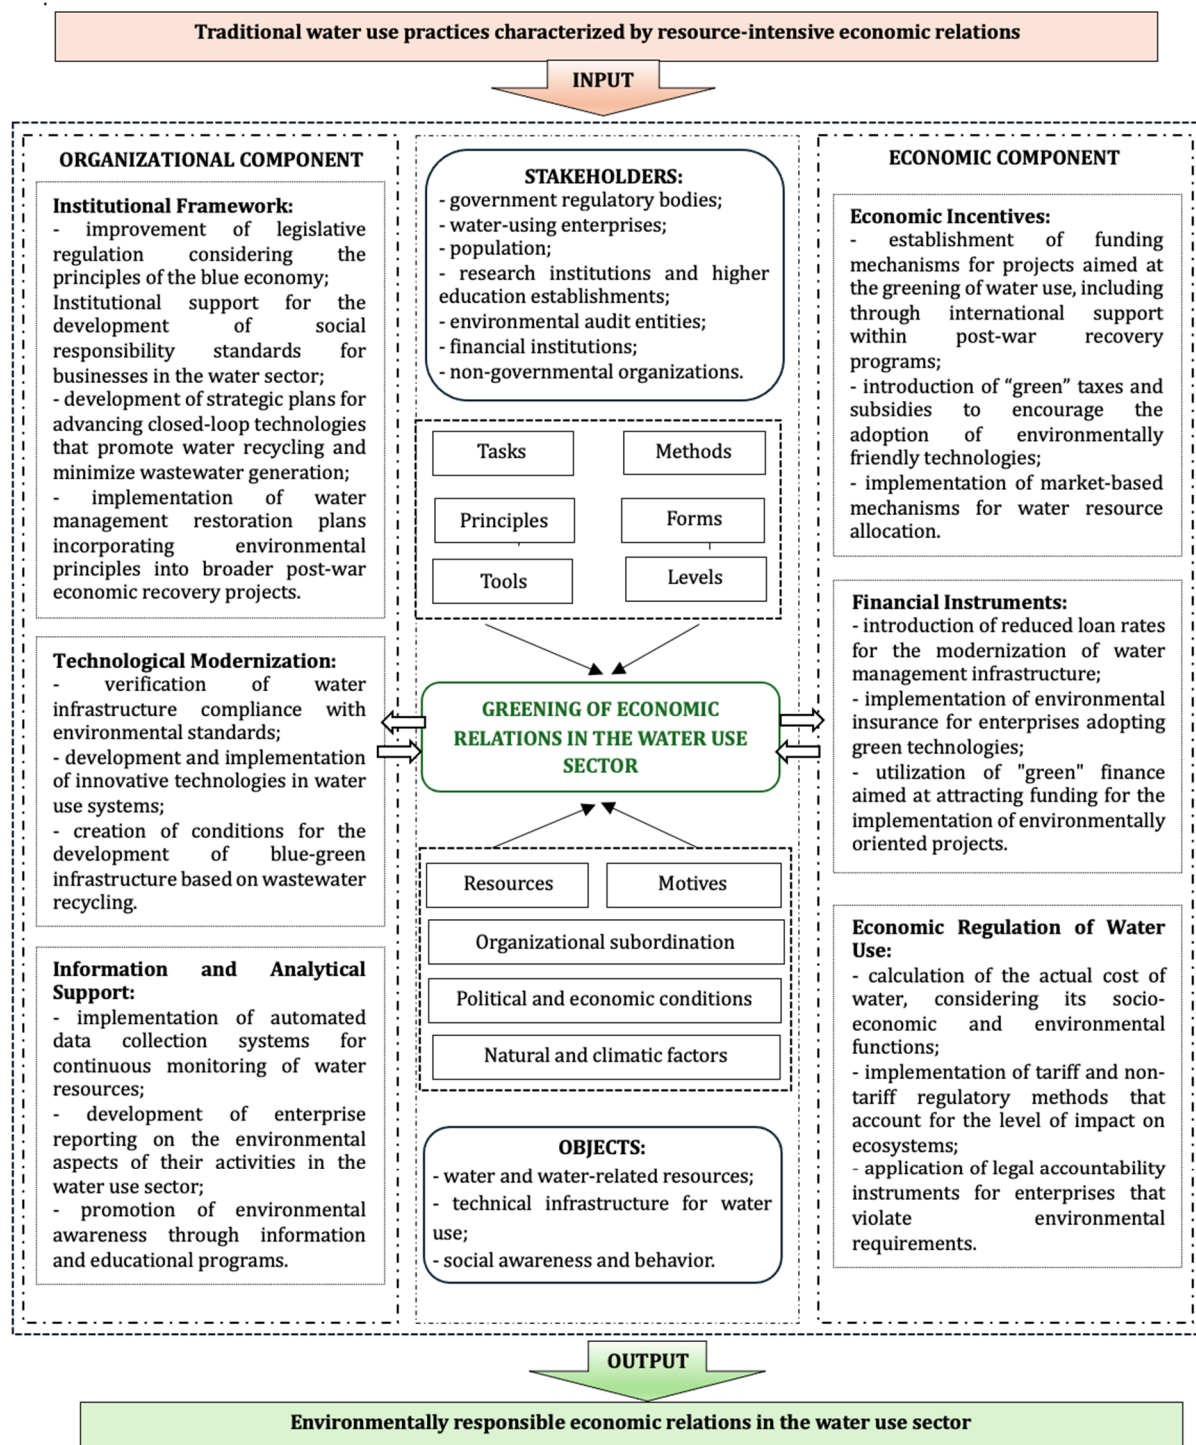 .
Traditional water use practices characterized by resource-intensive economic relations
INPUT
ORGANIZATIONAL COMPONENT
Institutional Framework:
- improvement of legislative
regulation considering the
principles of the blue economy;
Institutional support for the
development of social
responsibility standards for
businesses in the water sector;
- development of strategic plans for
advancing closed-loop technologies
that promote water recycling and
minimize wastewater generation;
- implementation of water
management restoration plans
incorporating environmental
principles into broader post-war
economic recovery projects.
Technological Modernization:
- verification of water
infrastructure compliance with
environmental standards;
- development and implementation
of innovative technologies in water
use systems;
- creation of conditions for the
development of blue-green
infrastructure based on wastewater
recycling.
Information and Analytical
Support:
- implementation of automated
data collection systems for
continuous monitoring of water
resources;
- development of enterprise
reporting on the environmental
aspects of their activities in the
water use sector;
- promotion of environmental
awareness through information
and educational programs.
STAKEHOLDERS:
- government regulatory bodies;
- water-using enterprises;
- population;
- research institutions and higher
education establishments;
- environmental audit entities;
- financial institutions;
- non-governmental organizations.
Tasks
Methods
Principles
Forms
Tools
Levels
GREENING OF ECONOMIC
RELATIONS IN THE WATER USE
SECTOR
Resources
Motives
Organizational subordination
Political and economic conditions
Natural and climatic factors
OBJECTS:
- water and water-related resources;
- technical infrastructure for water
use;
- social awareness and behavior.
ECONOMIC COMPONENT
Economic Incentives:
- establishment of funding
mechanisms for projects aimed at
the greening of water use, including
through international support
within post-war recovery
programs;
- introduction of “green” taxes and
subsidies to encourage the
adoption of environmentally
friendly technologies;
- implementation of market-based
mechanisms for water resource
allocation.
Financial Instruments:
- introduction of reduced loan rates
for the modernization of water
management infrastructure;
- implementation of environmental
insurance for enterprises adopting
green technologies;
- utilization of "green" finance
aimed at attracting funding for the
implementation of environmentally
oriented projects.
Economic Regulation of Water
Use:
- calculation of the actual cost of
water, considering its socio-
economic and environmental
functions;
- implementation of tariff and non-
tariff regulatory methods that
account for the level of impact on
ecosystems;
- application of legal accountability
instruments for enterprises that
violate environmental
requirements.
OUTPUT
Environmentally responsible economic relations in the water use sector